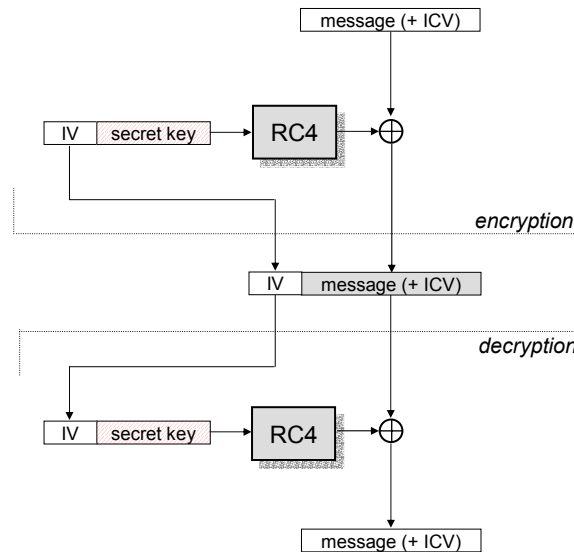 message (+ ICV)
IV secret key RC4
encryption
IV message (+ ICV)
decryption
IV secret key RC4
message (+ ICV)